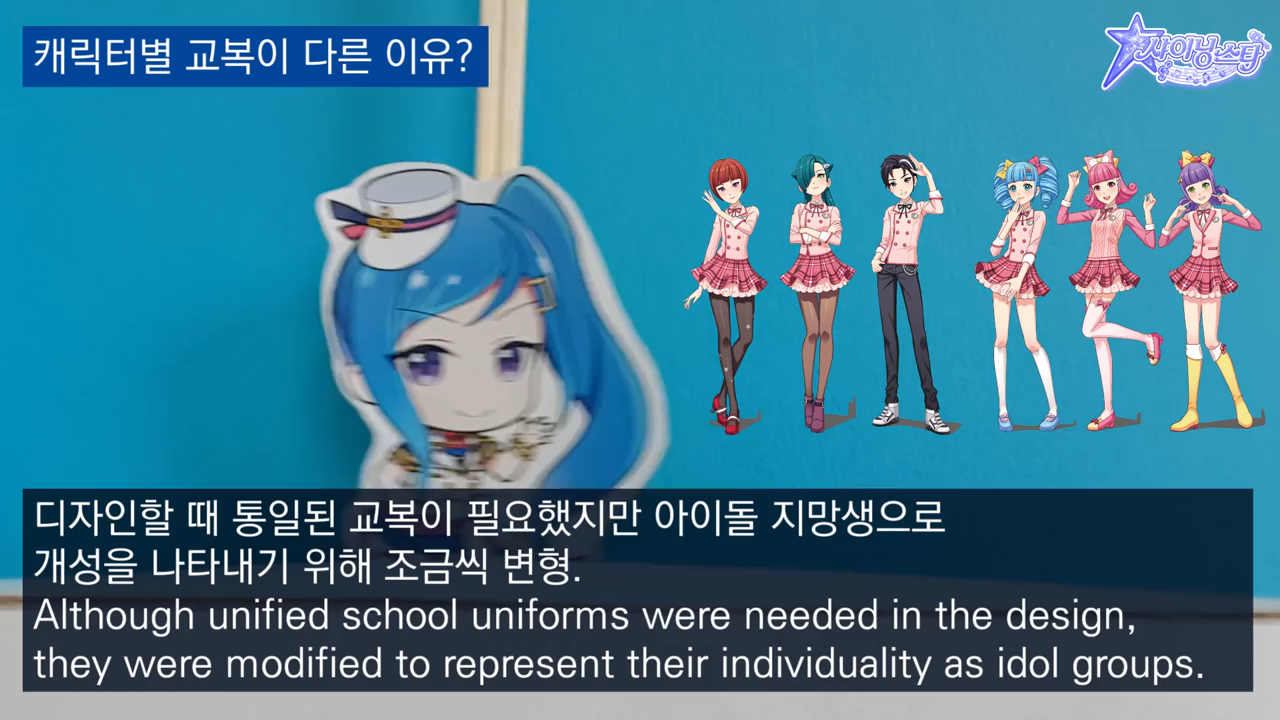 캐릭터별 교복이 다른 이유?
샤이닝스타
디자인할 때 통일된 교복이 필요했지만 아이돌 지망생으로
개성을 나타내기 위해 조금씩 변형.
Although unified school uniforms were needed in the design,
they were modified to represent their individuality as idol groups.